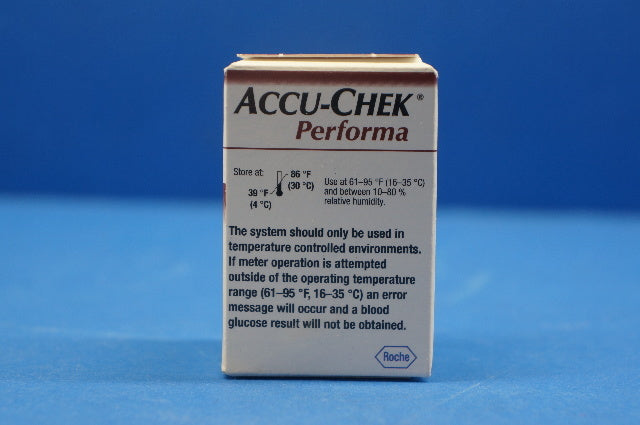 ACCU-CHEK®
Performa
Store at:
86 °F
(30 °C)
39 °F
(4 °C)
Use at 61–95 °F (16–35 °C)
and between 10–80 %
relative humidity.
The system should only be used in
temperature controlled environments.
If meter operation is attempted
outside of the operating temperature
range (61–95 °F, 16–35 °C) an error
message will occur and a blood
glucose result will not be obtained.
Roche